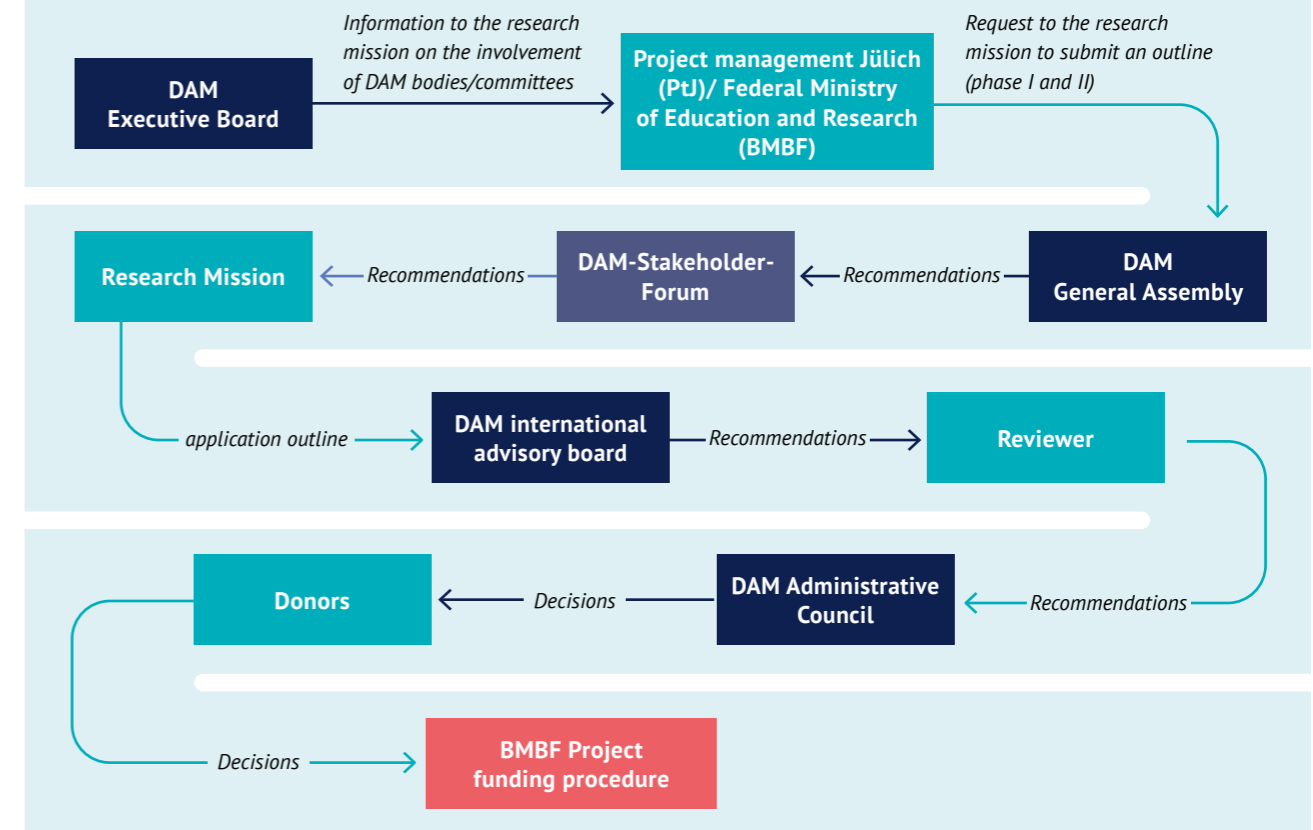 DAM
Executive Board
Information to the research
mission on the involvement
of DAM bodies/committees
Project management Jülich
(PtJ)/ Federal Ministry
of Education and Research
(BMBF)
Request to the research
mission to submit an outline
(phase I and II)
Research Mission
Recommendations
DAM-Stakeholder-
Forum
Recommendations
DAM
General Assembly
application outline
DAM international
advisory board
Recommendations
Reviewer
Donors
Decisions
DAM Administrative
Council
Recommendations
Decisions
BMBF Project
funding procedure